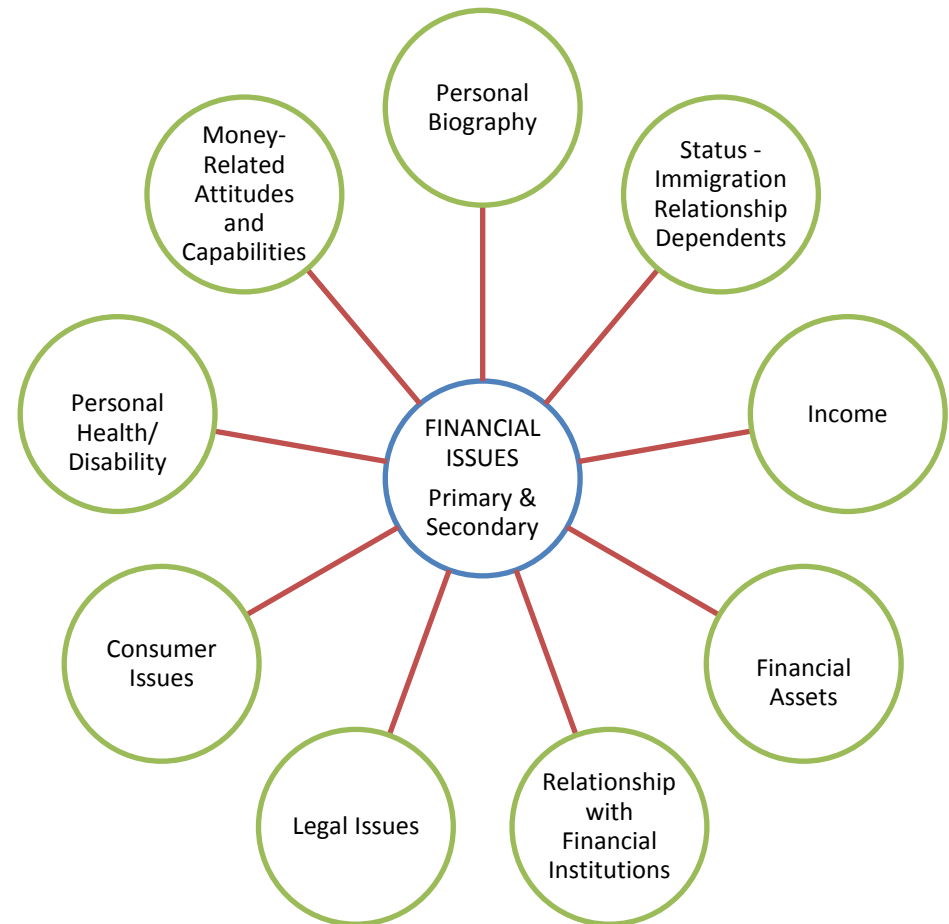 Personal
Biography
Status -
Immigration
Relationship
Dependents
Income
Financial
Assets
Relationship
with
Financial
Institutions
Legal Issues
Consumer
Issues
Personal
Health/
Disability
Money-
Related
Attitudes
and
Capabilities
FINANCIAL
ISSUES
Primary &
Secondary